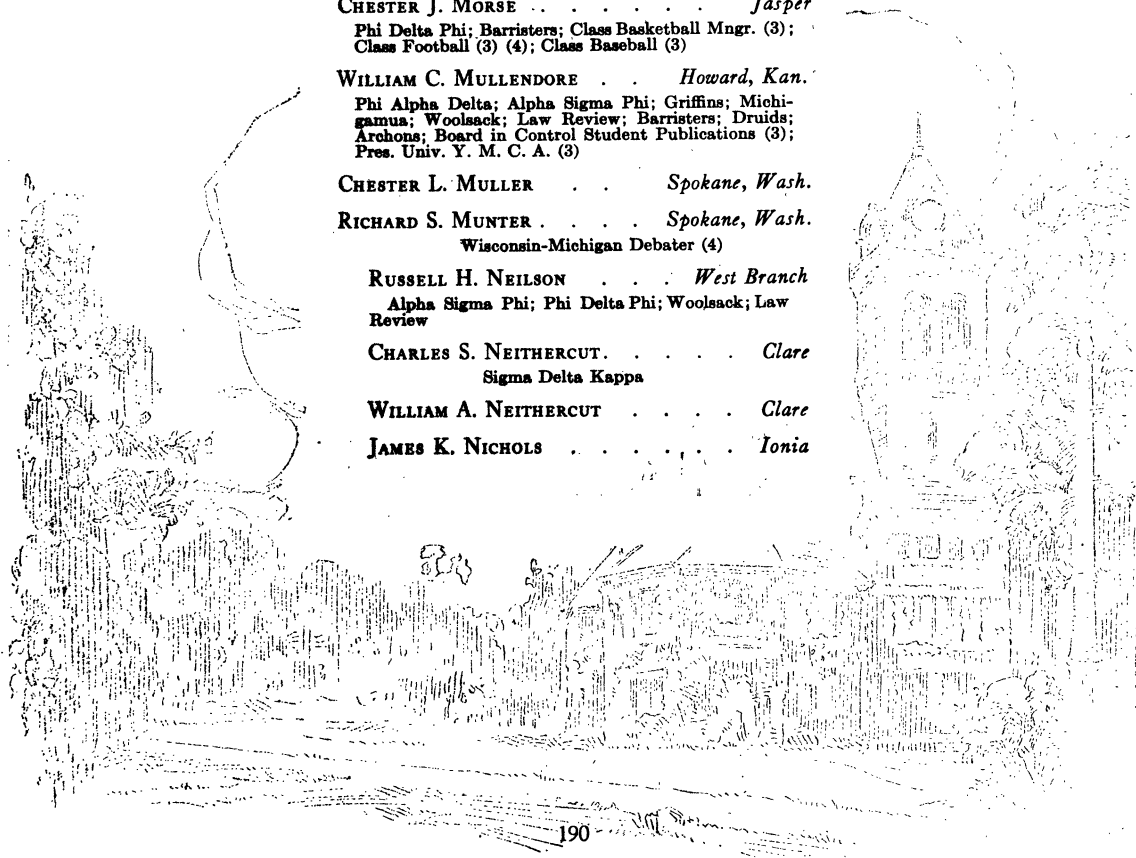 CHESTER J. MORSE . . . . . . . Jasper
Phi Delta Phi; Barristers; Class Basketball Mngr. (3);
Class Football (3) (4); Class Baseball (3)
WILLIAM C. MULLENDORE . . Howard, Kan.
Phi Alpha Delta; Alpha Sigma Phi; Griffins; Michi-
gamua; Woolsack; Law Review; Barristers; Druids;
Archons; Board in Control Student Publications (3);
Pres. Univ. Y. M. C. A. (3)
CHESTER L. MULLER . . Spokane, Wash.
RICHARD S. MUNTER . . . . Spokane, Wash.
Wisconsin-Michigan Debater (4)
RUSSELL H. NEILSON . . . West Branch
Alpha Sigma Phi; Phi Delta Phi; Woolsack; Law
Review
CHARLES S. NEITHERCUT . . . . . Clare
Sigma Delta Kappa
WILLIAM A. NEITHERCUT . . . . Clare
JAMES K. NICHOLS . . . . . . Ionia
190